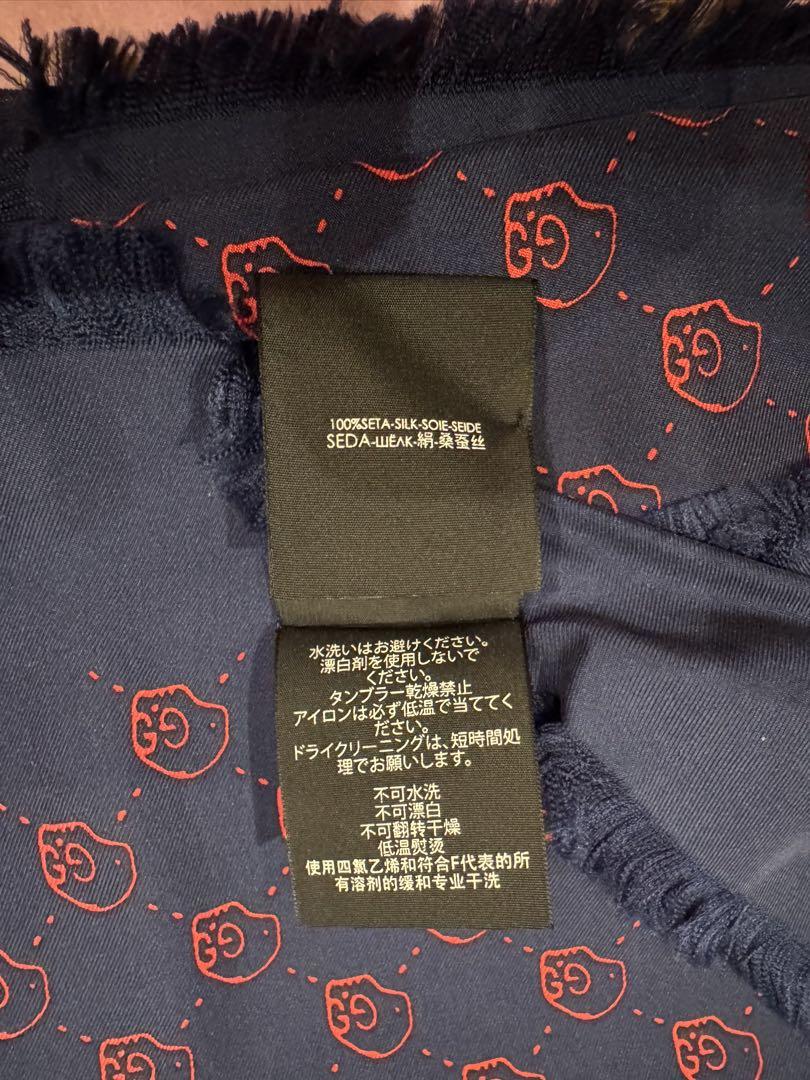 100%SETA-SILK-SOIE-SEIDE
SEDA-ШЁЛК-絹-桑蚕丝
水洗いはお避けください。
漂白剤を使用しないで
ください。
タンブラー乾燥禁止
アイロンは必ず低温で当ててく
ださい。
ドライクリーニングは、短時間処
理でお願いします。
不可水洗
不可漂白
不可翻转干燥
低温熨烫
使用四氯乙烯和符合F代表的所
有溶剂的缓和专业干洗